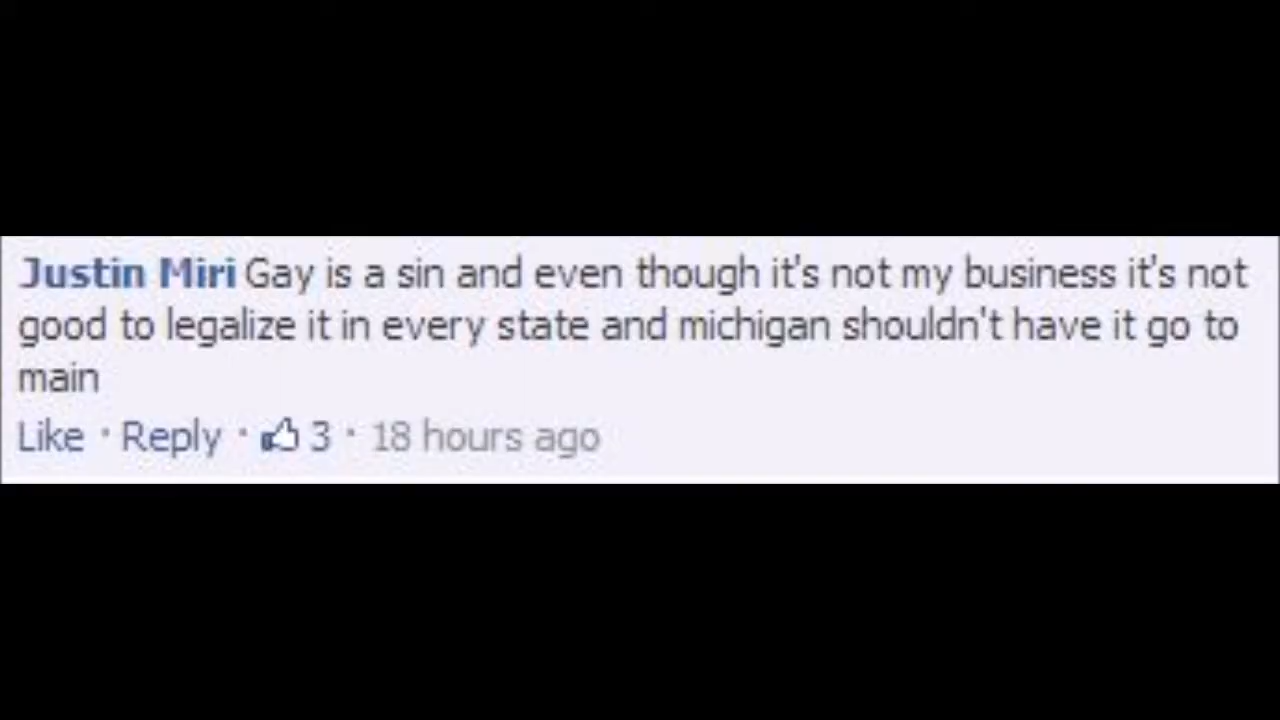 Justin Miri Gay is a sin and even though it's not my business it's not
good to legalize it in every state and michigan shouldn't have it go to
main
Like · Reply · 3 · 18 hours ago